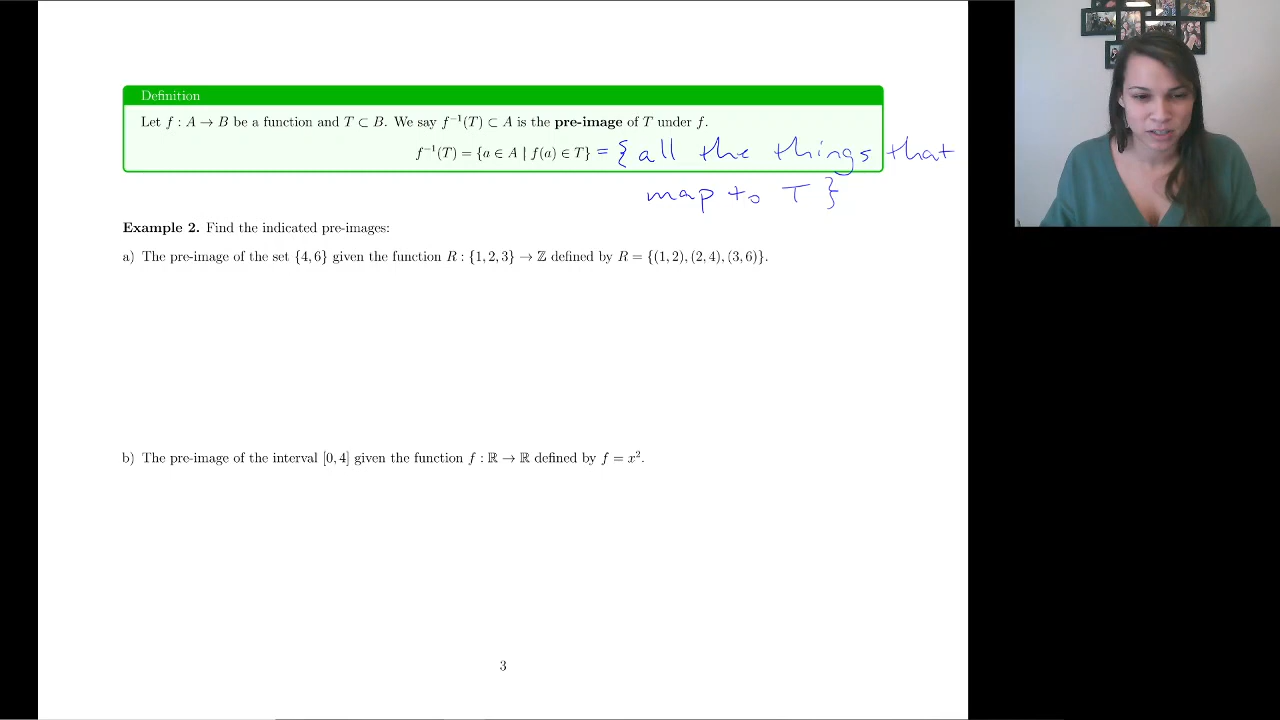 Definition
Let f : A → B be a function and T ⊂ B. We say f⁻¹(T) ⊂ A is the pre-image of T under f.
f⁻¹(T) = {a ∈ A | f(a) ∈ T} = {all the things that
map to T}
Example 2. Find the indicated pre-images:
a) The pre-image of the set {4, 6} given the function R : {1, 2, 3} → ℤ defined by R = {(1, 2), (2, 4), (3, 6)}.
b) The pre-image of the interval [0, 4] given the function f : ℝ → ℝ defined by f = x².
3